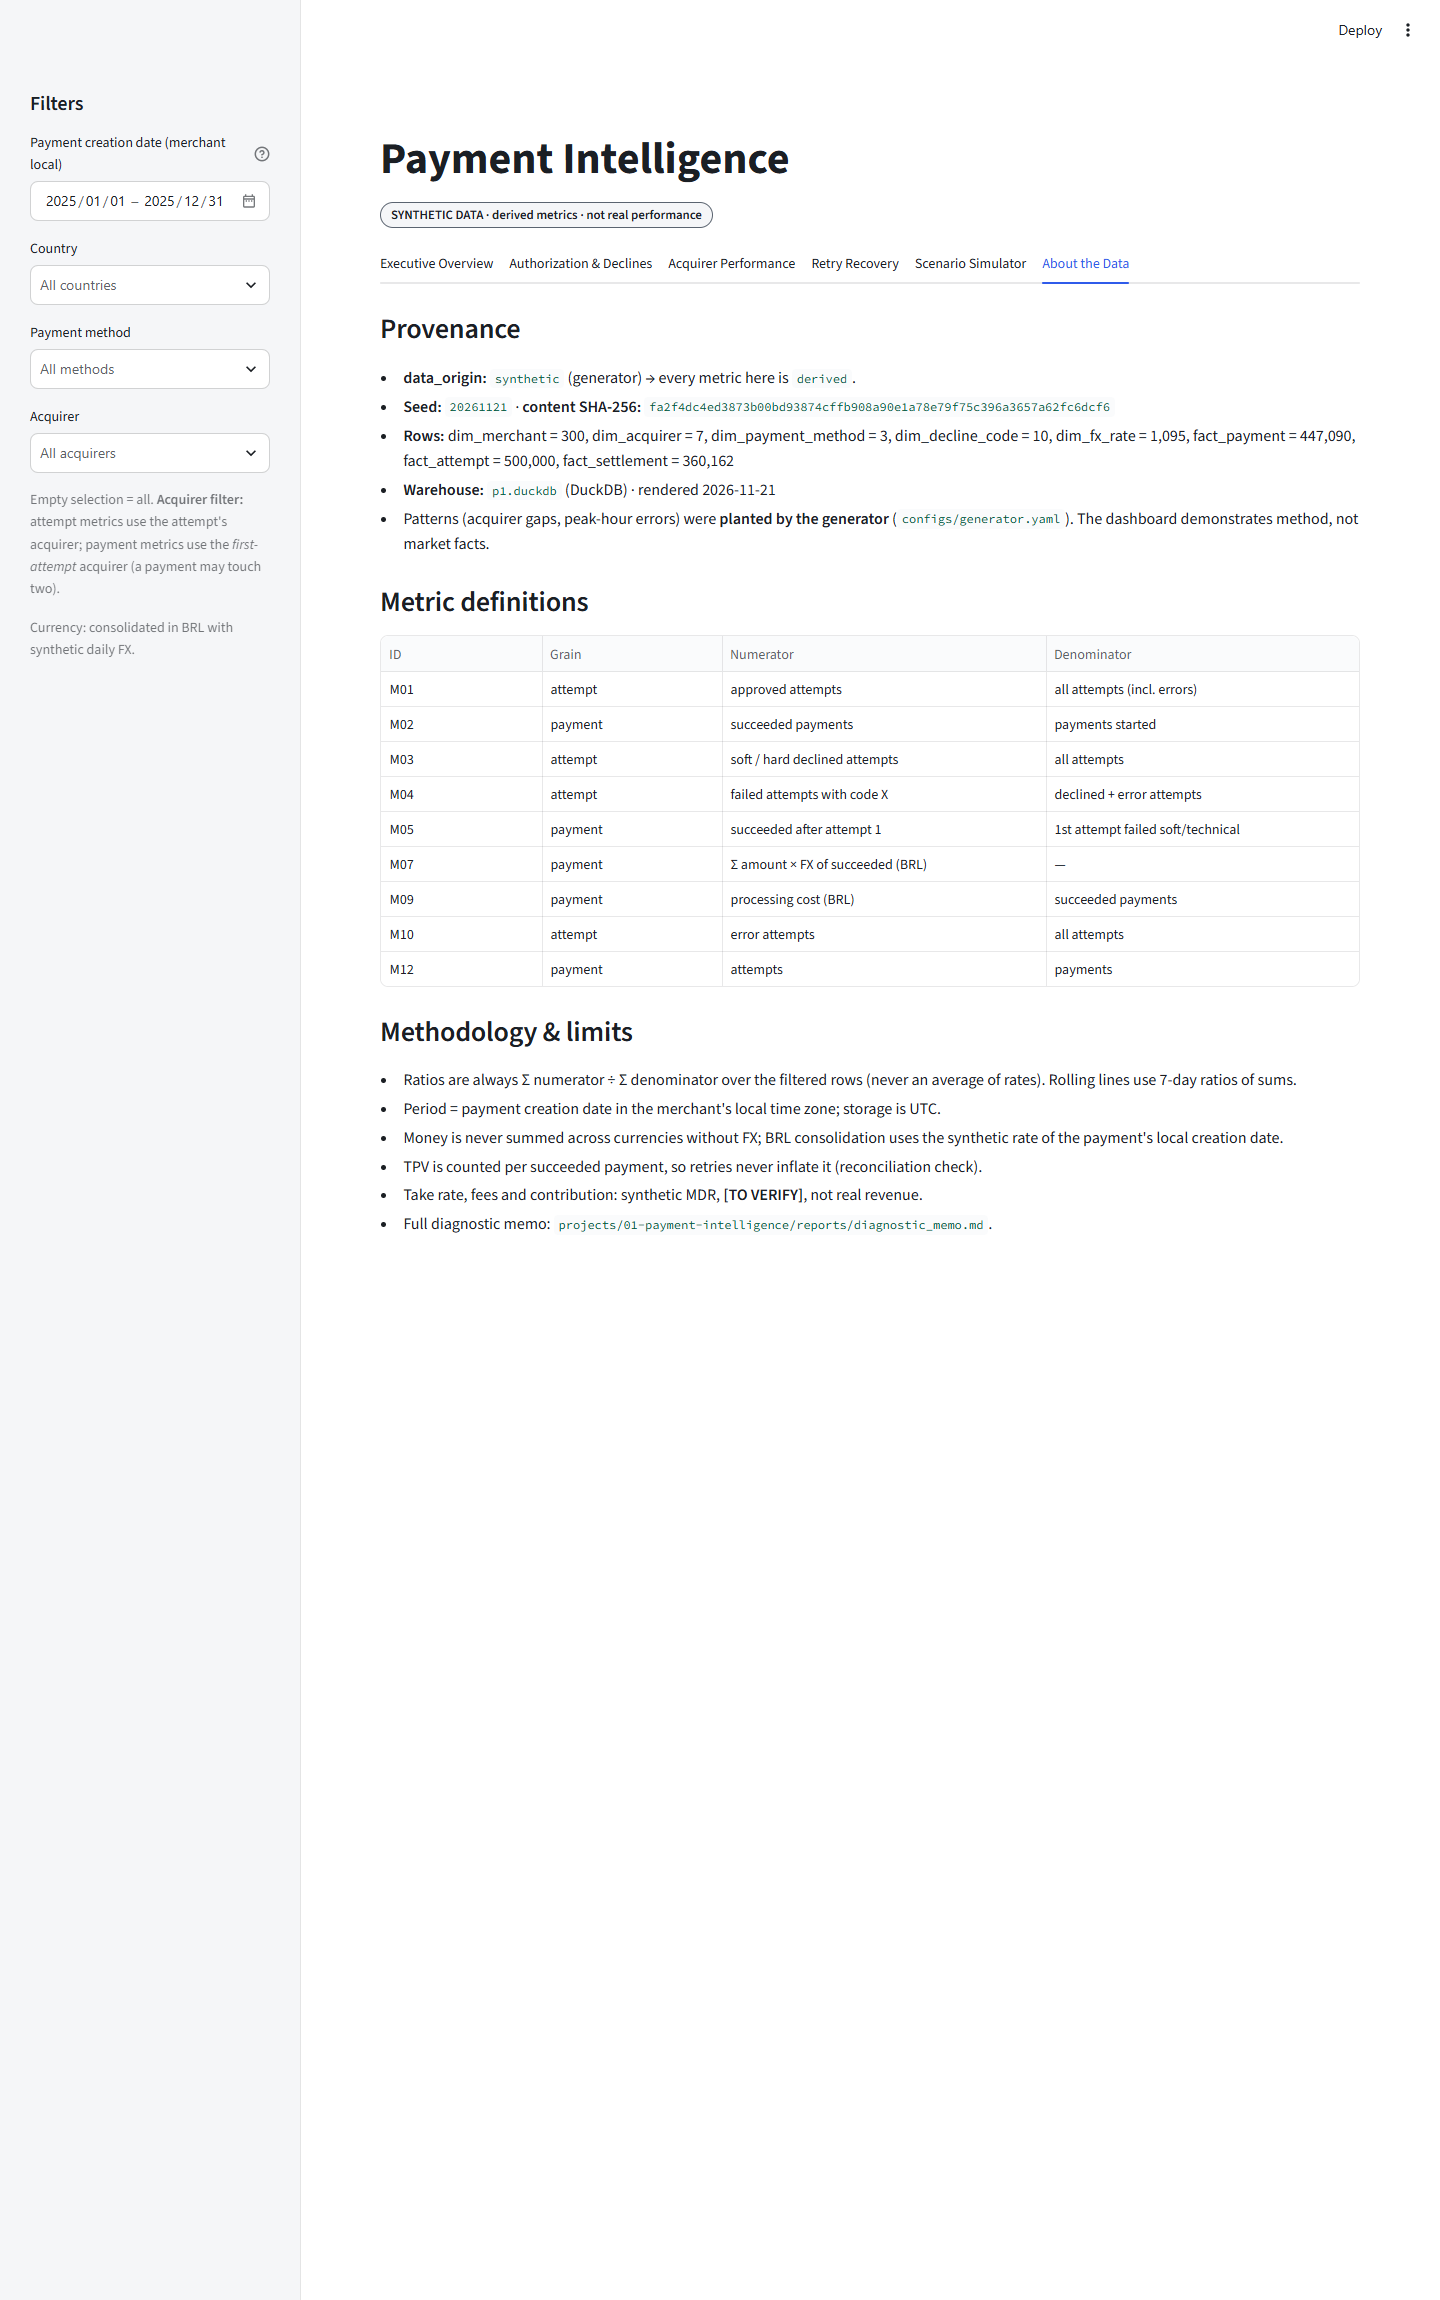 Deploy
Filters
Payment creation date (merchant
local)
2025/01/01 – 2025/12/31
Country
All countries
Payment method
All methods
Acquirer
All acquirers
Empty selection = all. Acquirer filter:
attempt metrics use the attempt's
acquirer; payment metrics use the first-
attempt acquirer (a payment may touch
two).
Currency: consolidated in BRL with
synthetic daily FX.
Payment Intelligence
SYNTHETIC DATA · derived metrics · not real performance
Executive Overview Authorization & Declines Acquirer Performance Retry Recovery Scenario Simulator About the Data
Provenance
• data_origin: synthetic (generator) → every metric here is derived .
• Seed: 20261121 · content SHA-256: fa2f4dc4ed3873b00bd93874cffb908a90e1a78e79f75c396a3657a62fc6dcf6
• Rows: dim_merchant = 300, dim_acquirer = 7, dim_payment_method = 3, dim_decline_code = 10, dim_fx_rate = 1,095, fact_payment = 447,090,
fact_attempt = 500,000, fact_settlement = 360,162
• Warehouse: p1.duckdb (DuckDB) · rendered 2026-11-21
• Patterns (acquirer gaps, peak-hour errors) were planted by the generator ( configs/generator.yaml ). The dashboard demonstrates method, not
market facts.
Metric definitions
ID Grain Numerator Denominator
M01 attempt approved attempts all attempts (incl. errors)
M02 payment succeeded payments payments started
M03 attempt soft / hard declined attempts all attempts
M04 attempt failed attempts with code X declined + error attempts
M05 payment succeeded after attempt 1 1st attempt failed soft/technical
M07 payment Σ amount × FX of succeeded (BRL) —
M09 payment processing cost (BRL) succeeded payments
M10 attempt error attempts all attempts
M12 payment attempts payments
Methodology & limits
• Ratios are always Σ numerator ÷ Σ denominator over the filtered rows (never an average of rates). Rolling lines use 7-day ratios of sums.
• Period = payment creation date in the merchant's local time zone; storage is UTC.
• Money is never summed across currencies without FX; BRL consolidation uses the synthetic rate of the payment's local creation date.
• TPV is counted per succeeded payment, so retries never inflate it (reconciliation check).
• Take rate, fees and contribution: synthetic MDR, [TO VERIFY], not real revenue.
• Full diagnostic memo: projects/01-payment-intelligence/reports/diagnostic_memo.md .